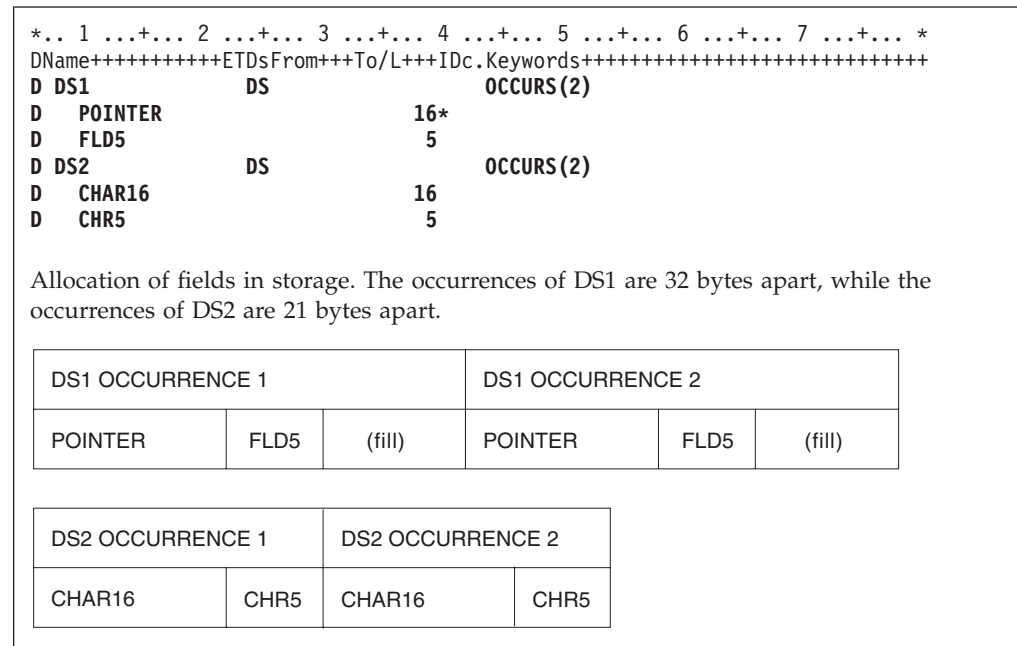 *.. 1 ...+... 2 ...+... 3 ...+... 4 ...+... 5 ...+... 6 ...+... 7 ...+... *
DName+++++++++++ETDsFrom+++To/L+++IDc.Keywords+++++++++++++++++++++++++++++
D DS1             DS                  OCCURS(2)
D   POINTER                     16*
D   FLD5                         5
D DS2             DS                  OCCURS(2)
D   CHAR16                      16
D   CHR5                         5
Allocation of fields in storage. The occurrences of DS1 are 32 bytes apart, while the
occurrences of DS2 are 21 bytes apart.
DS1 OCCURRENCE 1 DS1 OCCURRENCE 2
POINTER FLD5 (fill) POINTER FLD5 (fill)
DS2 OCCURRENCE 1 DS2 OCCURRENCE 2
CHAR16 CHR5 CHAR16 CHR5